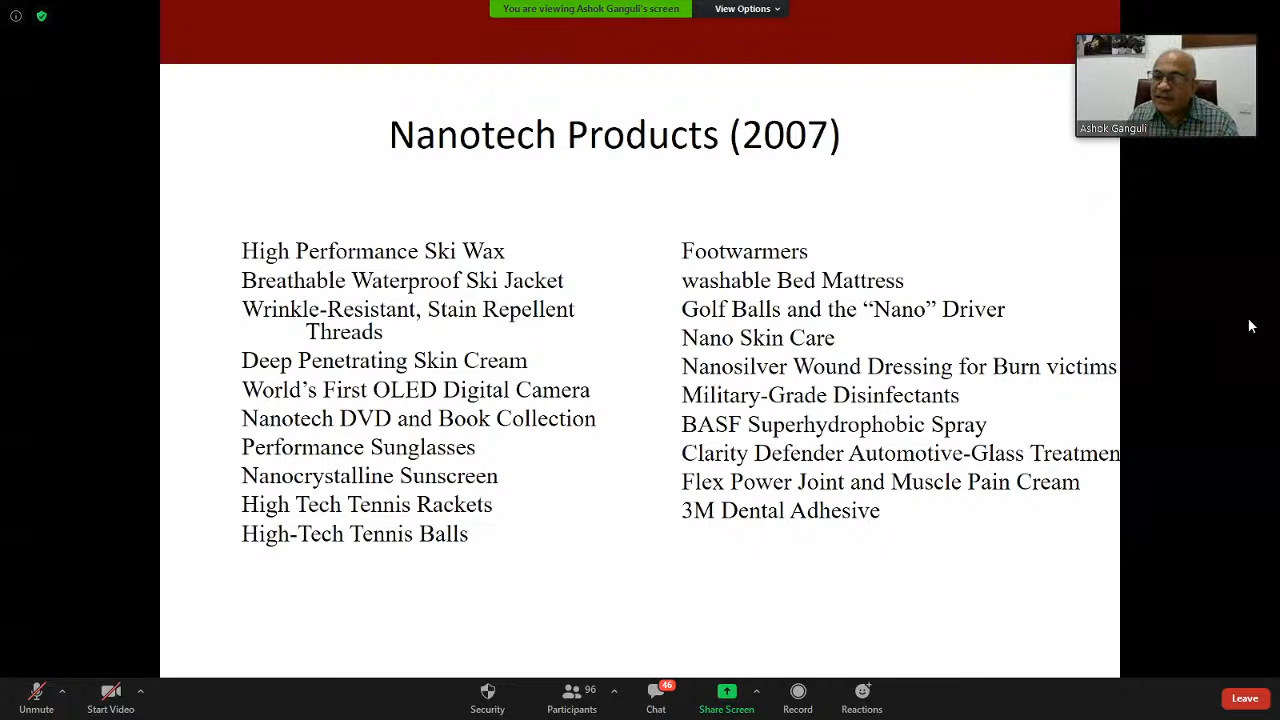 You are viewing Ashok Ganguli's screen
View Options
Ashok Ganguli
Nanotech Products (2007)
High Performance Ski Wax
Breathable Waterproof Ski Jacket
Wrinkle-Resistant, Stain Repellent
Threads
Deep Penetrating Skin Cream
World's First OLED Digital Camera
Nanotech DVD and Book Collection
Performance Sunglasses
Nanocrystalline Sunscreen
High Tech Tennis Rackets
High-Tech Tennis Balls
Footwarmers
washable Bed Mattress
Golf Balls and the “Nano” Driver
Nano Skin Care
Nanosilver Wound Dressing for Burn victims
Military-Grade Disinfectants
BASF Superhydrophobic Spray
Clarity Defender Automotive-Glass Treatmen
Flex Power Joint and Muscle Pain Cream
3M Dental Adhesive
Unmute
Start Video
Security
96
Participants
46
Chat
Share Screen
Record
Reactions
Leave